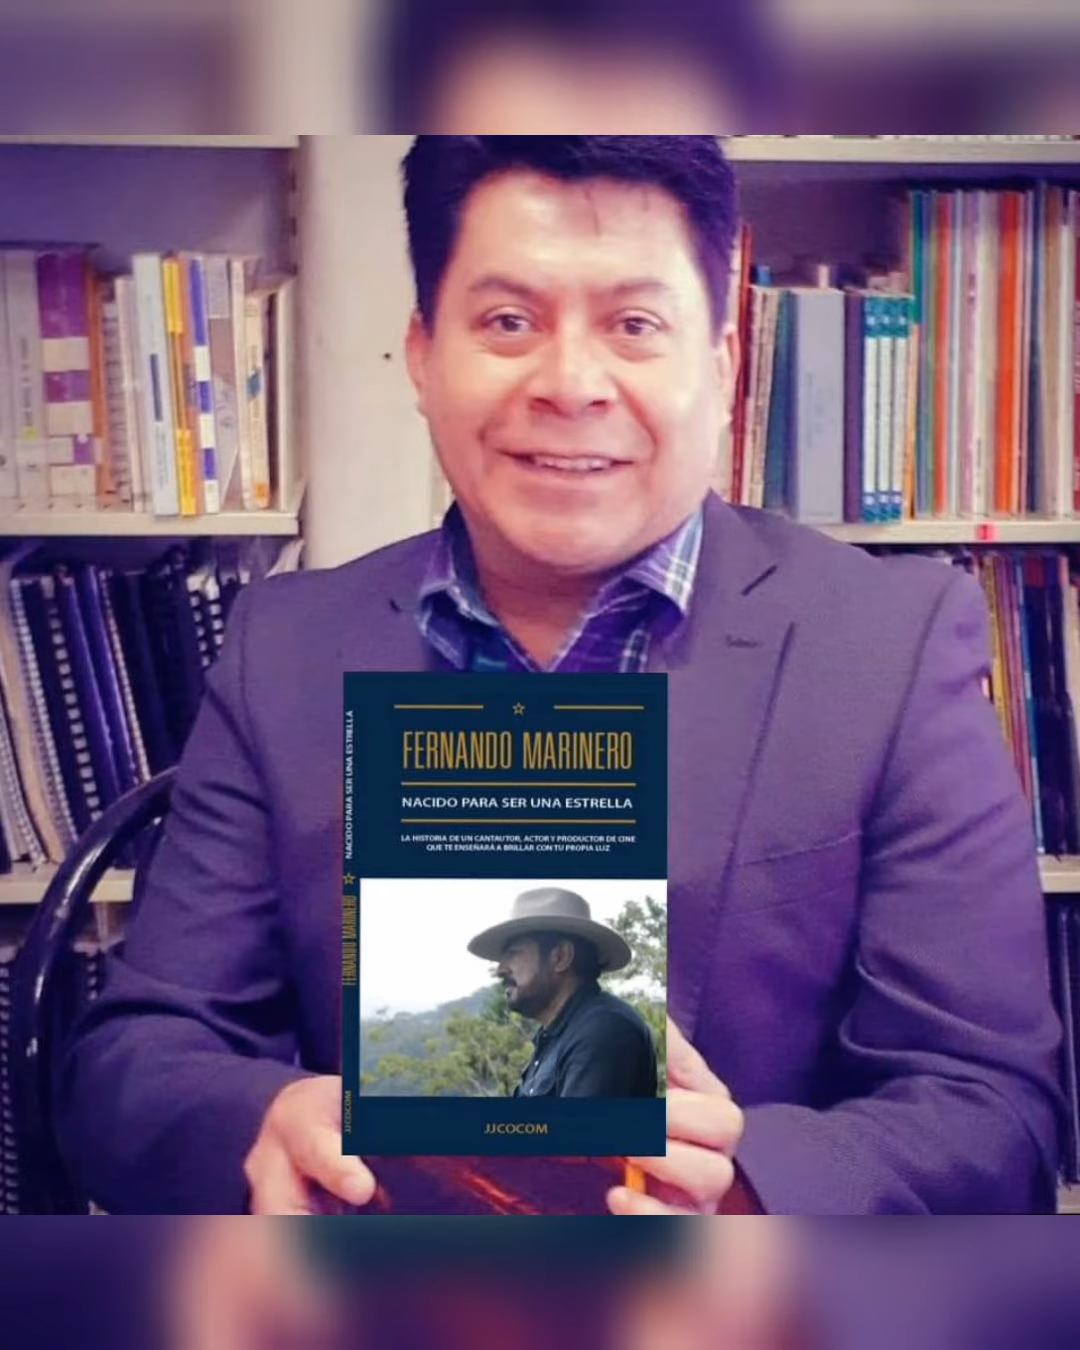 FERNANDO MARINERO
NACIDO PARA SER UNA ESTRELLA
LA HISTORIA DE UN CANTAUTOR, ACTOR Y PRODUCTOR DE CINE
QUE TE ENSEÑARÁ A BRILLAR CON TU PROPIA LUZ
JJCOCOM
NACIDO PARA SER UNA ESTRELLA
FERNANDO MARINERO
JJCOCOM